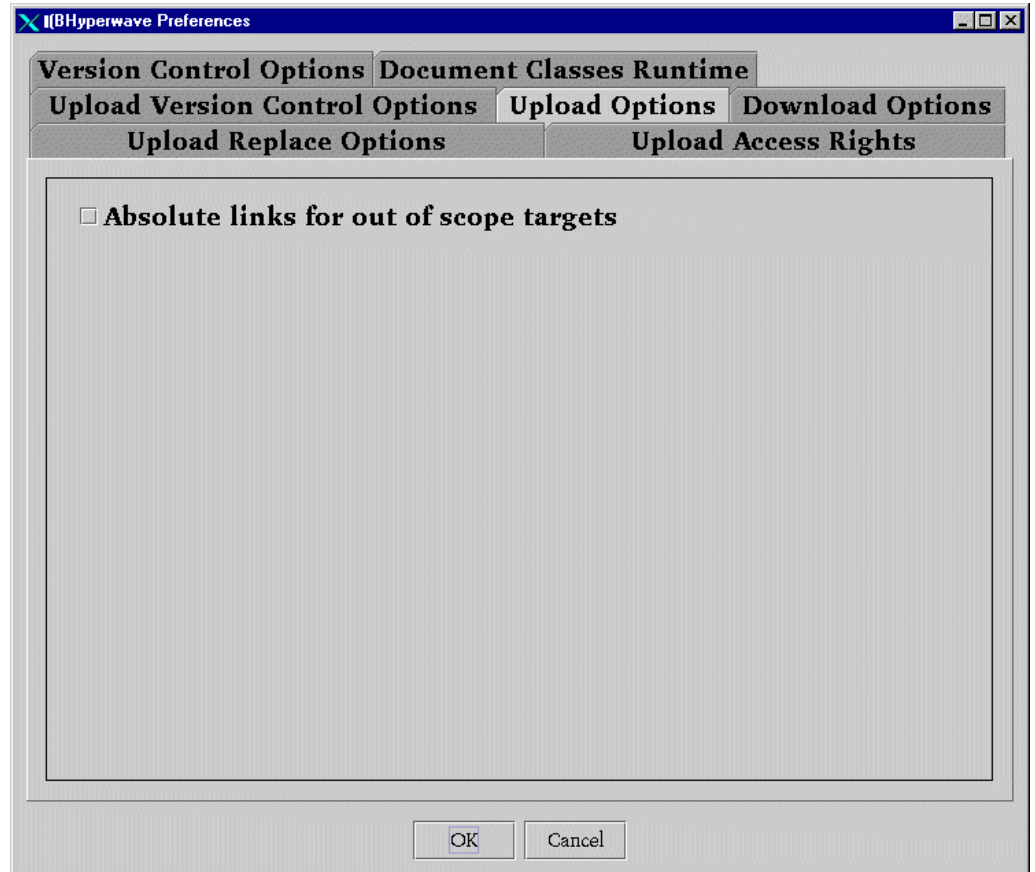 I(BHyperwave Preferences
Version Control Options Document Classes Runtime
Upload Version Control Options Upload Options Download Options
Upload Replace Options Upload Access Rights
Absolute links for out of scope targets
OK Cancel